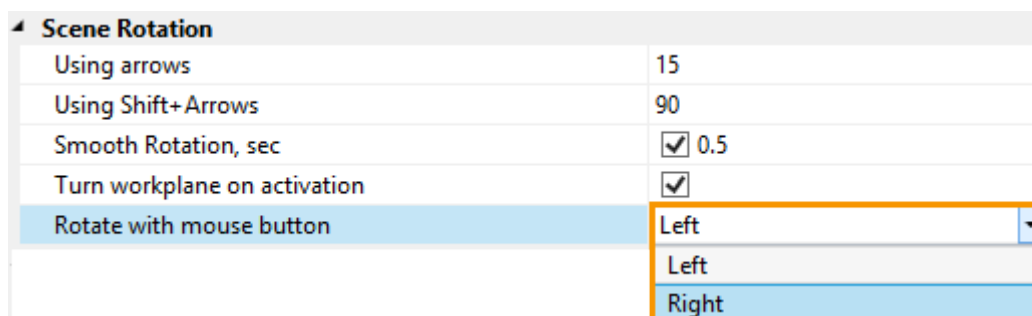 Scene Rotation
Using arrows 15
Using Shift+Arrows 90
Smooth Rotation, sec 0.5
Turn workplane on activation
Rotate with mouse button Left
Left
Right